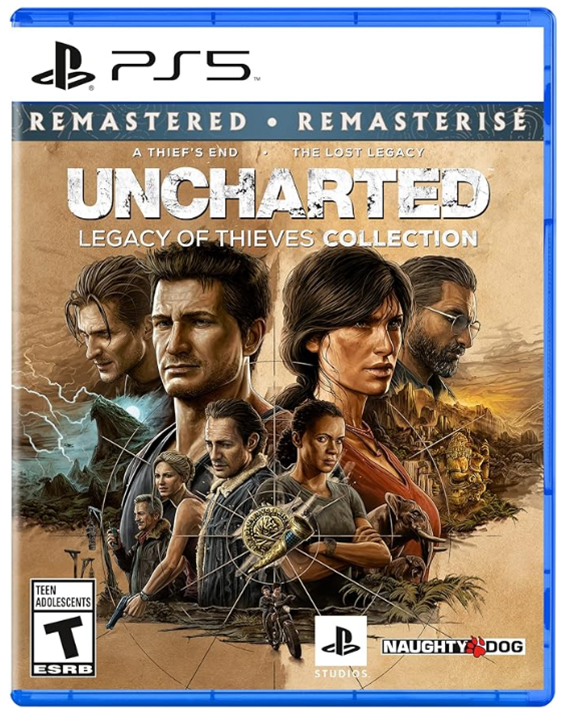 PS5
REMASTERED • REMASTERISÉ
A THIEF'S END • THE LOST LEGACY
UNCHARTED
LEGACY OF THIEVES COLLECTION
TEEN
ADOLESCENTS
T
ESRB
PlayStation
STUDIOS
NAUGHTY DOG